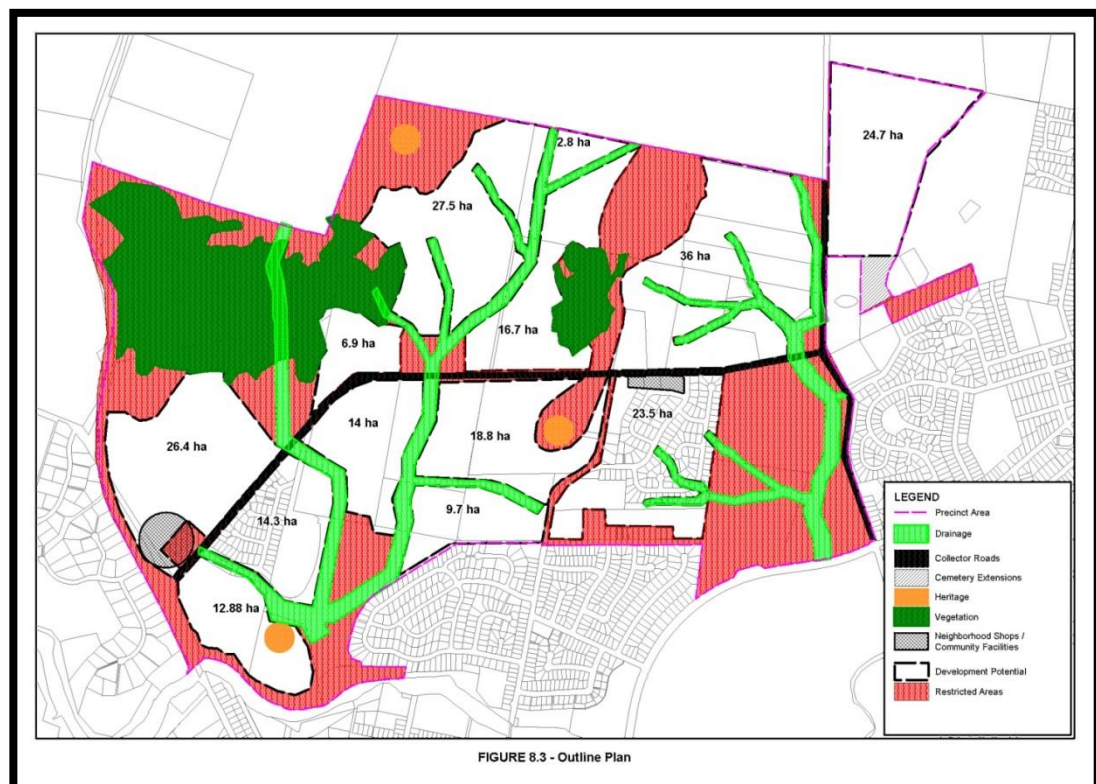 24.7 ha
2.8 ha
27.5 ha
36 ha
16.7 ha
6.9 ha
14 ha
18.8 ha
23.5 ha
26.4 ha
9.7 ha
14.3 ha
12.88 ha
LEGEND
Precinct Area
Drainage
Collector Roads
Cemetery Extensions
Heritage
Vegetation
Neighborhood Shops /
Community Facilities
Development Potential
Restricted Areas
FIGURE 8.3 - Outline Plan